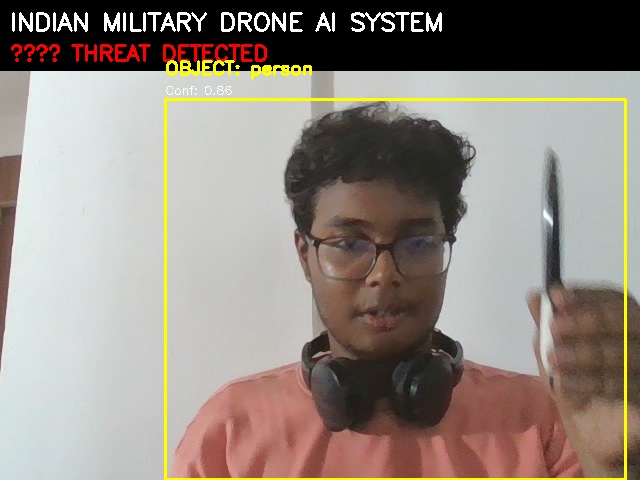 INDIAN MILITARY DRONE AI SYSTEM
???? THREAT DETECTED
OBJECT: person
Conf: 0.86